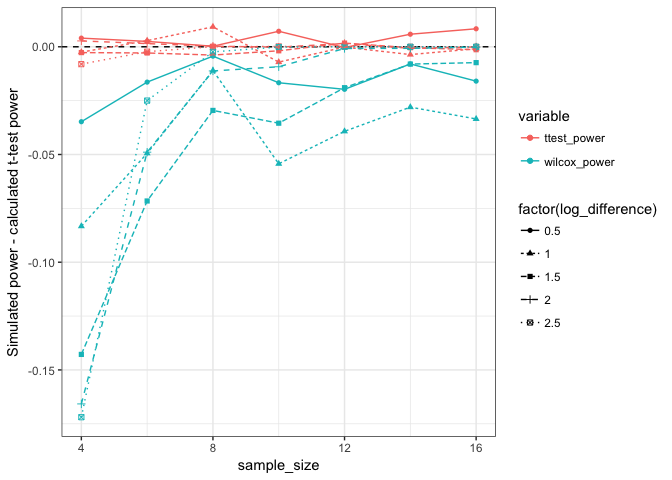 0.00
-0.05
-0.10
-0.15
Simulated power - calculated t-test power
4
8
12
16
sample_size
variable
ttest_power
wilcox_power
factor(log_difference)
0.5
1
1.5
2
2.5